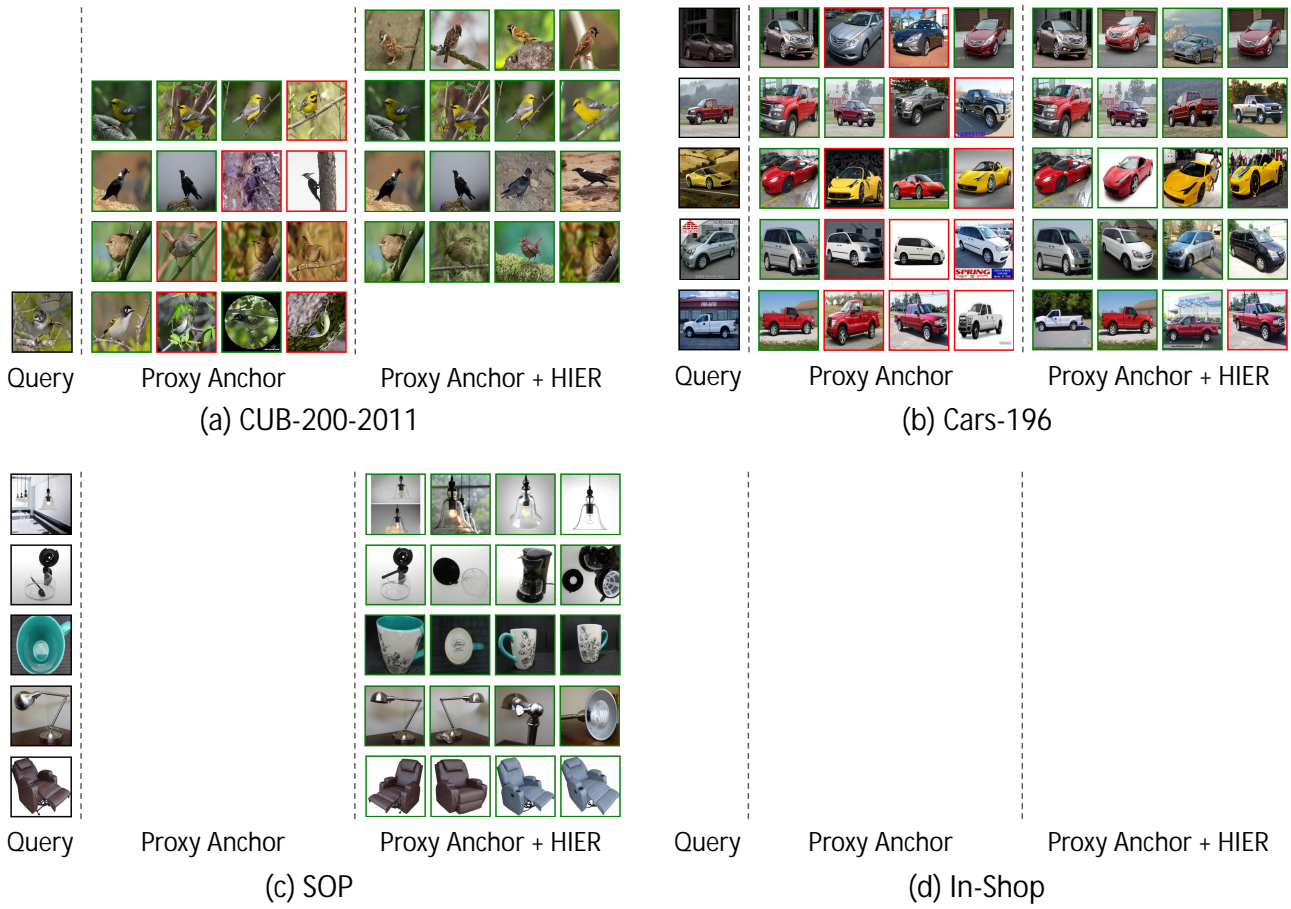 Query Proxy Anchor Proxy Anchor + HIER
(a) CUB-200-2011
Query Proxy Anchor Proxy Anchor + HIER
(b) Cars-196
SPRING
Query Proxy Anchor Proxy Anchor + HIER
(c) SOP
Query Proxy Anchor Proxy Anchor + HIER
(d) In-Shop